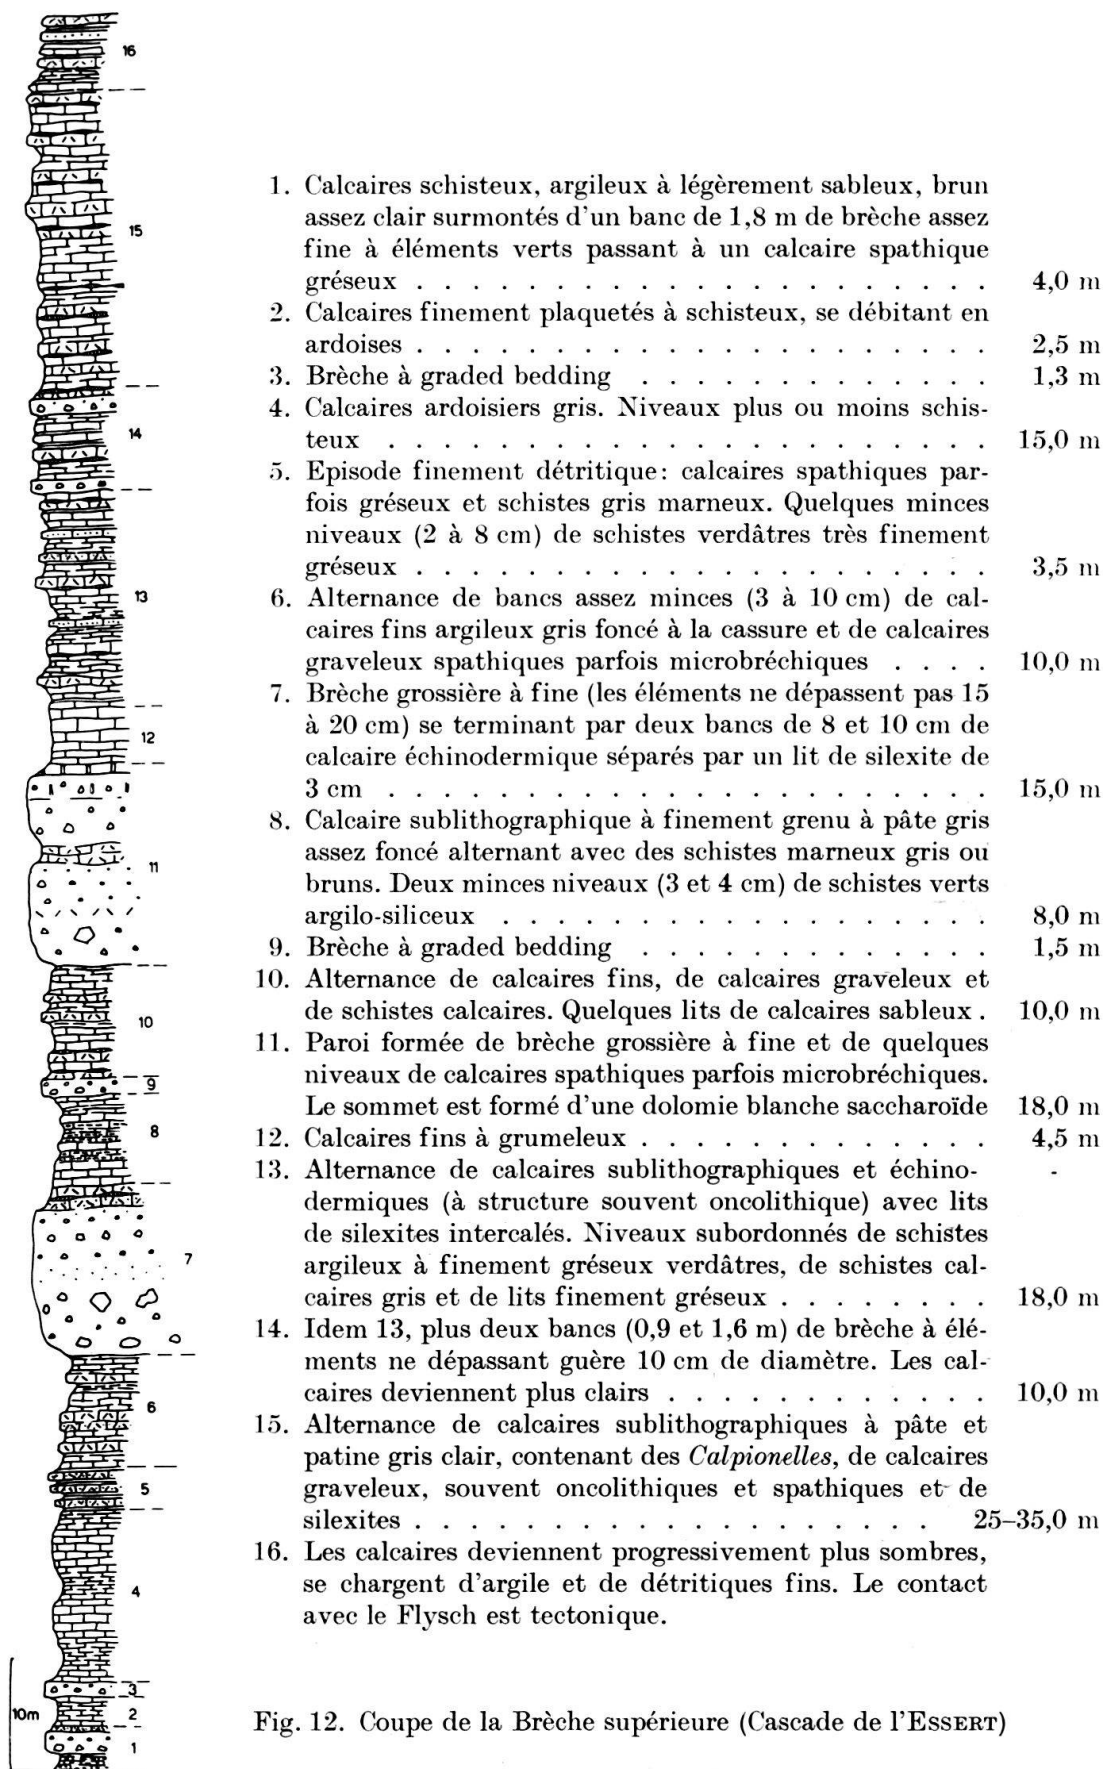 16
15
14
13
12
11
10
9
8
7
6
5
4
3
2
1
10m
1. Calcaires schisteux, argileux à légèrement sableux, brun
assez clair surmontés d'un banc de 1,8 m de brèche assez
fine à éléments verts passant à un calcaire spathique
gréseux . . . . . . . . . . . . . . . . . . . . . 4,0 m
2. Calcaires finement plaquetés à schisteux, se débitant en
ardoises . . . . . . . . . . . . . . . . . . . . . 2,5 m
3. Brèche à graded bedding . . . . . . . . . . . . . 1,3 m
4. Calcaires ardoisiers gris. Niveaux plus ou moins schis-
teux . . . . . . . . . . . . . . . . . . . . . . 15,0 m
5. Episode finement détritique: calcaires spathiques par-
fois gréseux et schistes gris marneux. Quelques minces
niveaux (2 à 8 cm) de schistes verdâtres très finement
gréseux . . . . . . . . . . . . . . . . . . . . . 3,5 m
6. Alternance de bancs assez minces (3 à 10 cm) de cal-
caires fins argileux gris foncé à la cassure et de calcaires
graveleux spathiques parfois microbréchiques . . . . 10,0 m
7. Brèche grossière à fine (les éléments ne dépassent pas 15
à 20 cm) se terminant par deux bancs de 8 et 10 cm de
calcaire échinodermique séparés par un lit de silexite de
3 cm . . . . . . . . . . . . . . . . . . . . . . 15,0 m
8. Calcaire sublithographique à finement grenu à pâte gris
assez foncé alternant avec des schistes marneux gris ou
bruns. Deux minces niveaux (3 et 4 cm) de schistes verts
argilo-siliceux . . . . . . . . . . . . . . . . . . 8,0 m
9. Brèche à graded bedding . . . . . . . . . . . . . 1,5 m
10. Alternance de calcaires fins, de calcaires graveleux et
de schistes calcaires. Quelques lits de calcaires sableux . 10,0 m
11. Paroi formée de brèche grossière à fine et de quelques
niveaux de calcaires spathiques parfois microbréchiques.
Le sommet est formé d'une dolomie blanche saccharoïde 18,0 m
12. Calcaires fins à grumeleux . . . . . . . . . . . . . 4,5 m
13. Alternance de calcaires sublithographiques et échino-
dermiques (à structure souvent oncolithique) avec lits
de silexites intercalés. Niveaux subordonnés de schistes
argileux à finement gréseux verdâtres, de schistes cal-
caires gris et de lits finement gréseux . . . . . . . . 18,0 m
14. Idem 13, plus deux bancs (0,9 et 1,6 m) de brèche à élé-
ments ne dépassant guère 10 cm de diamètre. Les cal-
caires deviennent plus clairs . . . . . . . . . . . . 10,0 m
15. Alternance de calcaires sublithographiques à pâte et
patine gris clair, contenant des Calpionelles, de calcaires
graveleux, souvent oncolithiques et spathiques et de
silexites . . . . . . . . . . . . . . . . . . . 25–35,0 m
16. Les calcaires deviennent progressivement plus sombres,
se chargent d'argile et de détritiques fins. Le contact
avec le Flysch est tectonique.
Fig. 12. Coupe de la Brèche supérieure (Cascade de l'ESSERT)